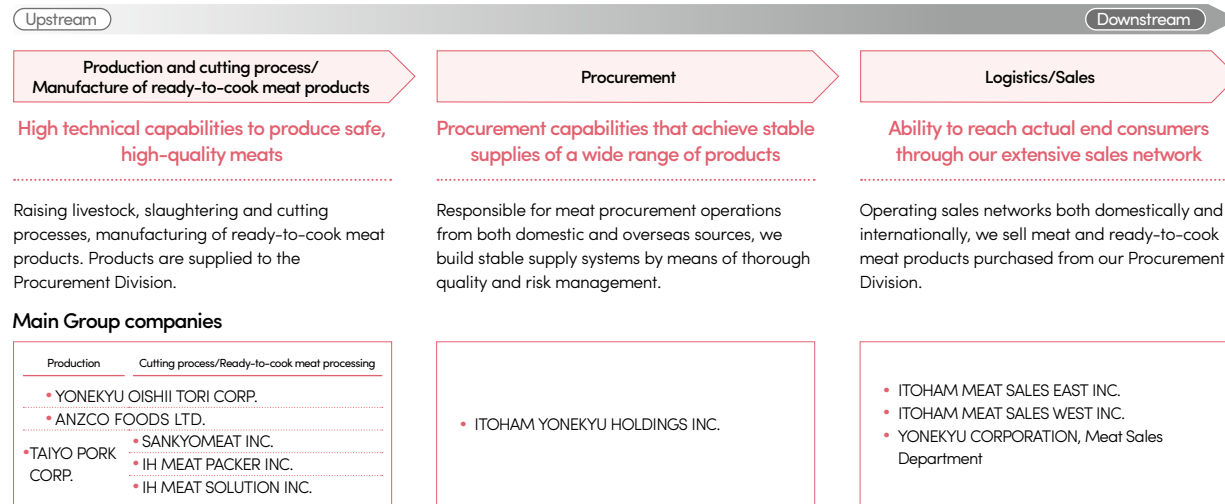 Upstream
Downstream
Production and cutting process/
Manufacture of ready-to-cook meat products
Procurement
Logistics/Sales
High technical capabilities to produce safe,
high-quality meats
Procurement capabilities that achieve stable
supplies of a wide range of products
Ability to reach actual end consumers
through our extensive sales network
Raising livestock, slaughtering and cutting
processes, manufacturing of ready-to-cook meat
products. Products are supplied to the
Procurement Division.
Responsible for meat procurement operations
from both domestic and overseas sources, we
build stable supply systems by means of thorough
quality and risk management.
Operating sales networks both domestically and
internationally, we sell meat and ready-to-cook
meat products purchased from our Procurement
Division.
Main Group companies
Production
Cutting process/Ready-to-cook meat processing
• YONEKYU OISHII TORI CORP.
• ANZCO FOODS LTD.
•TAIYO PORK
CORP.
• SANKYOMEAT INC.
• IH MEAT PACKER INC.
• IH MEAT SOLUTION INC.
• ITOHAM YONEKYU HOLDINGS INC.
• ITOHAM MEAT SALES EAST INC.
• ITOHAM MEAT SALES WEST INC.
• YONEKYU CORPORATION, Meat Sales
Department